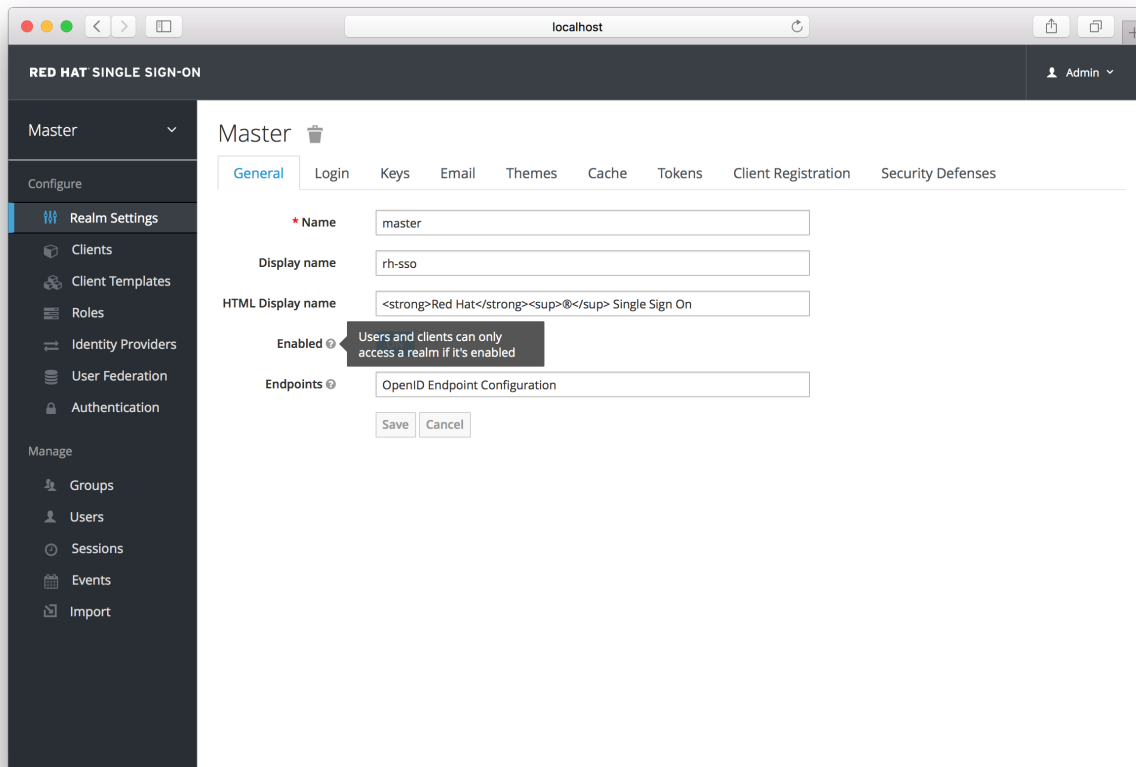 localhost
RED HAT SINGLE SIGN-ON
Admin
Master
Configure
Realm Settings
Clients
Client Templates
Roles
Identity Providers
User Federation
Authentication
Manage
Groups
Users
Sessions
Events
Import
Master
General Login Keys Email Themes Cache Tokens Client Registration Security Defenses
* Name master
Display name rh-sso
HTML Display name <strong>Red Hat</strong><sup>®</sup> Single Sign On
Enabled
Users and clients can only
access a realm if it's enabled
Endpoints OpenID Endpoint Configuration
Save Cancel